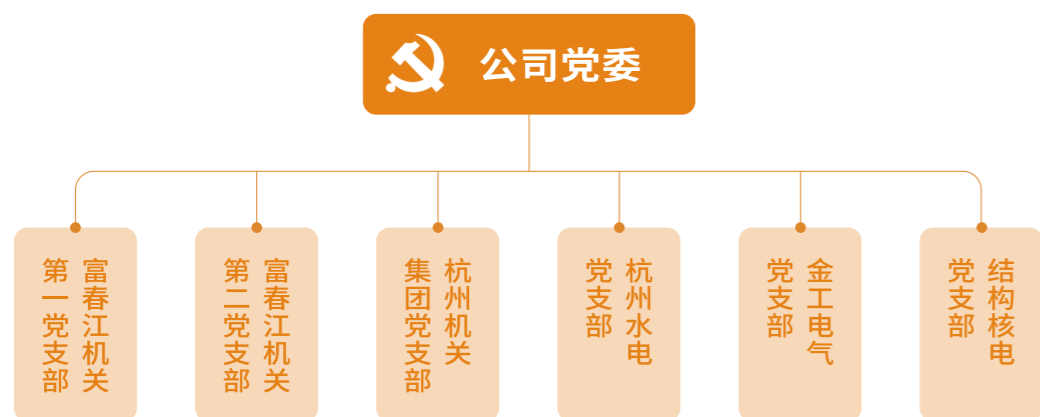 公司党委
富春江机关
第一党支部
富春江机关
第二党支部
杭州机关
集团党支部
杭州水电
党支部
金工电气
党支部
结构核电
党支部